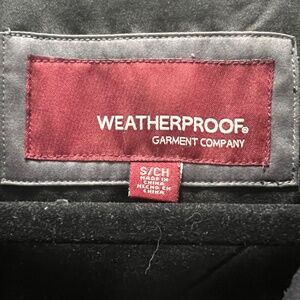 WEATHERPROOF®
GARMENT COMPANY
S/CH
MADE IN
CHINA
HECHO EN
CHINA